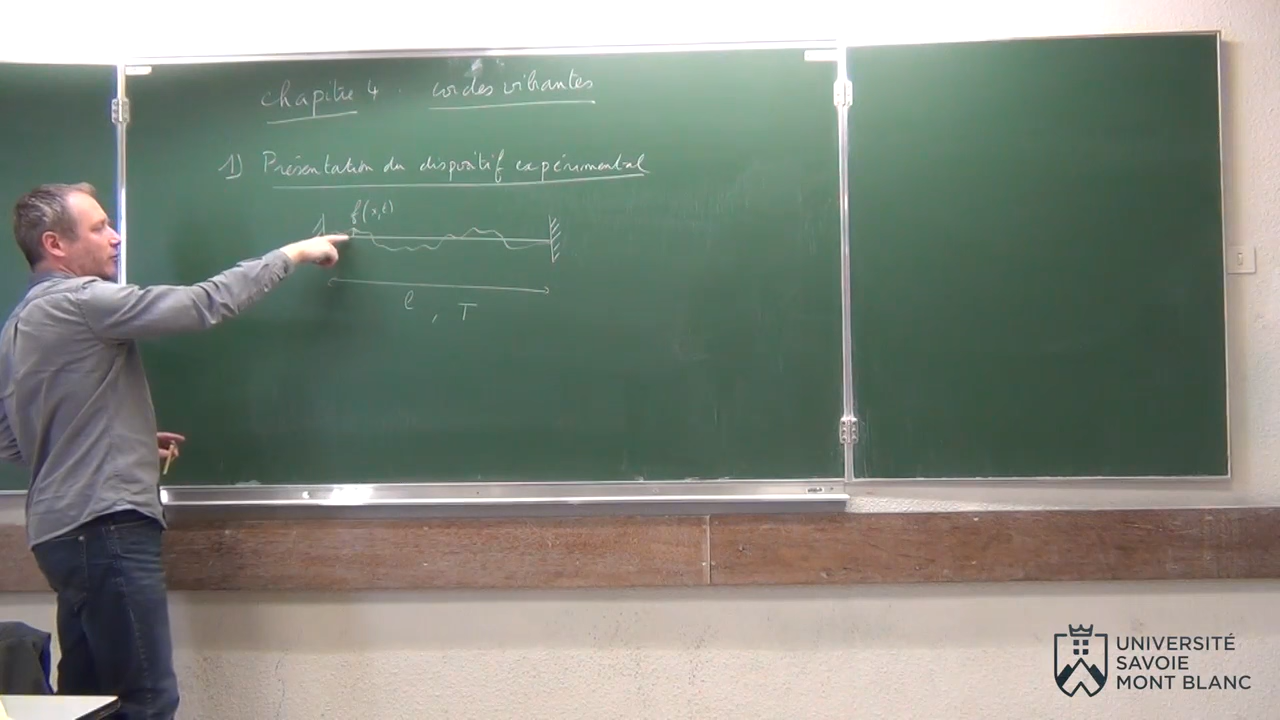 chapitre 4. cordes vibrantes
1) Présentation du dispositif expérimental
f(x,t)
l, T
UNIVERSITÉ
SAVOIE
MONT BLANC